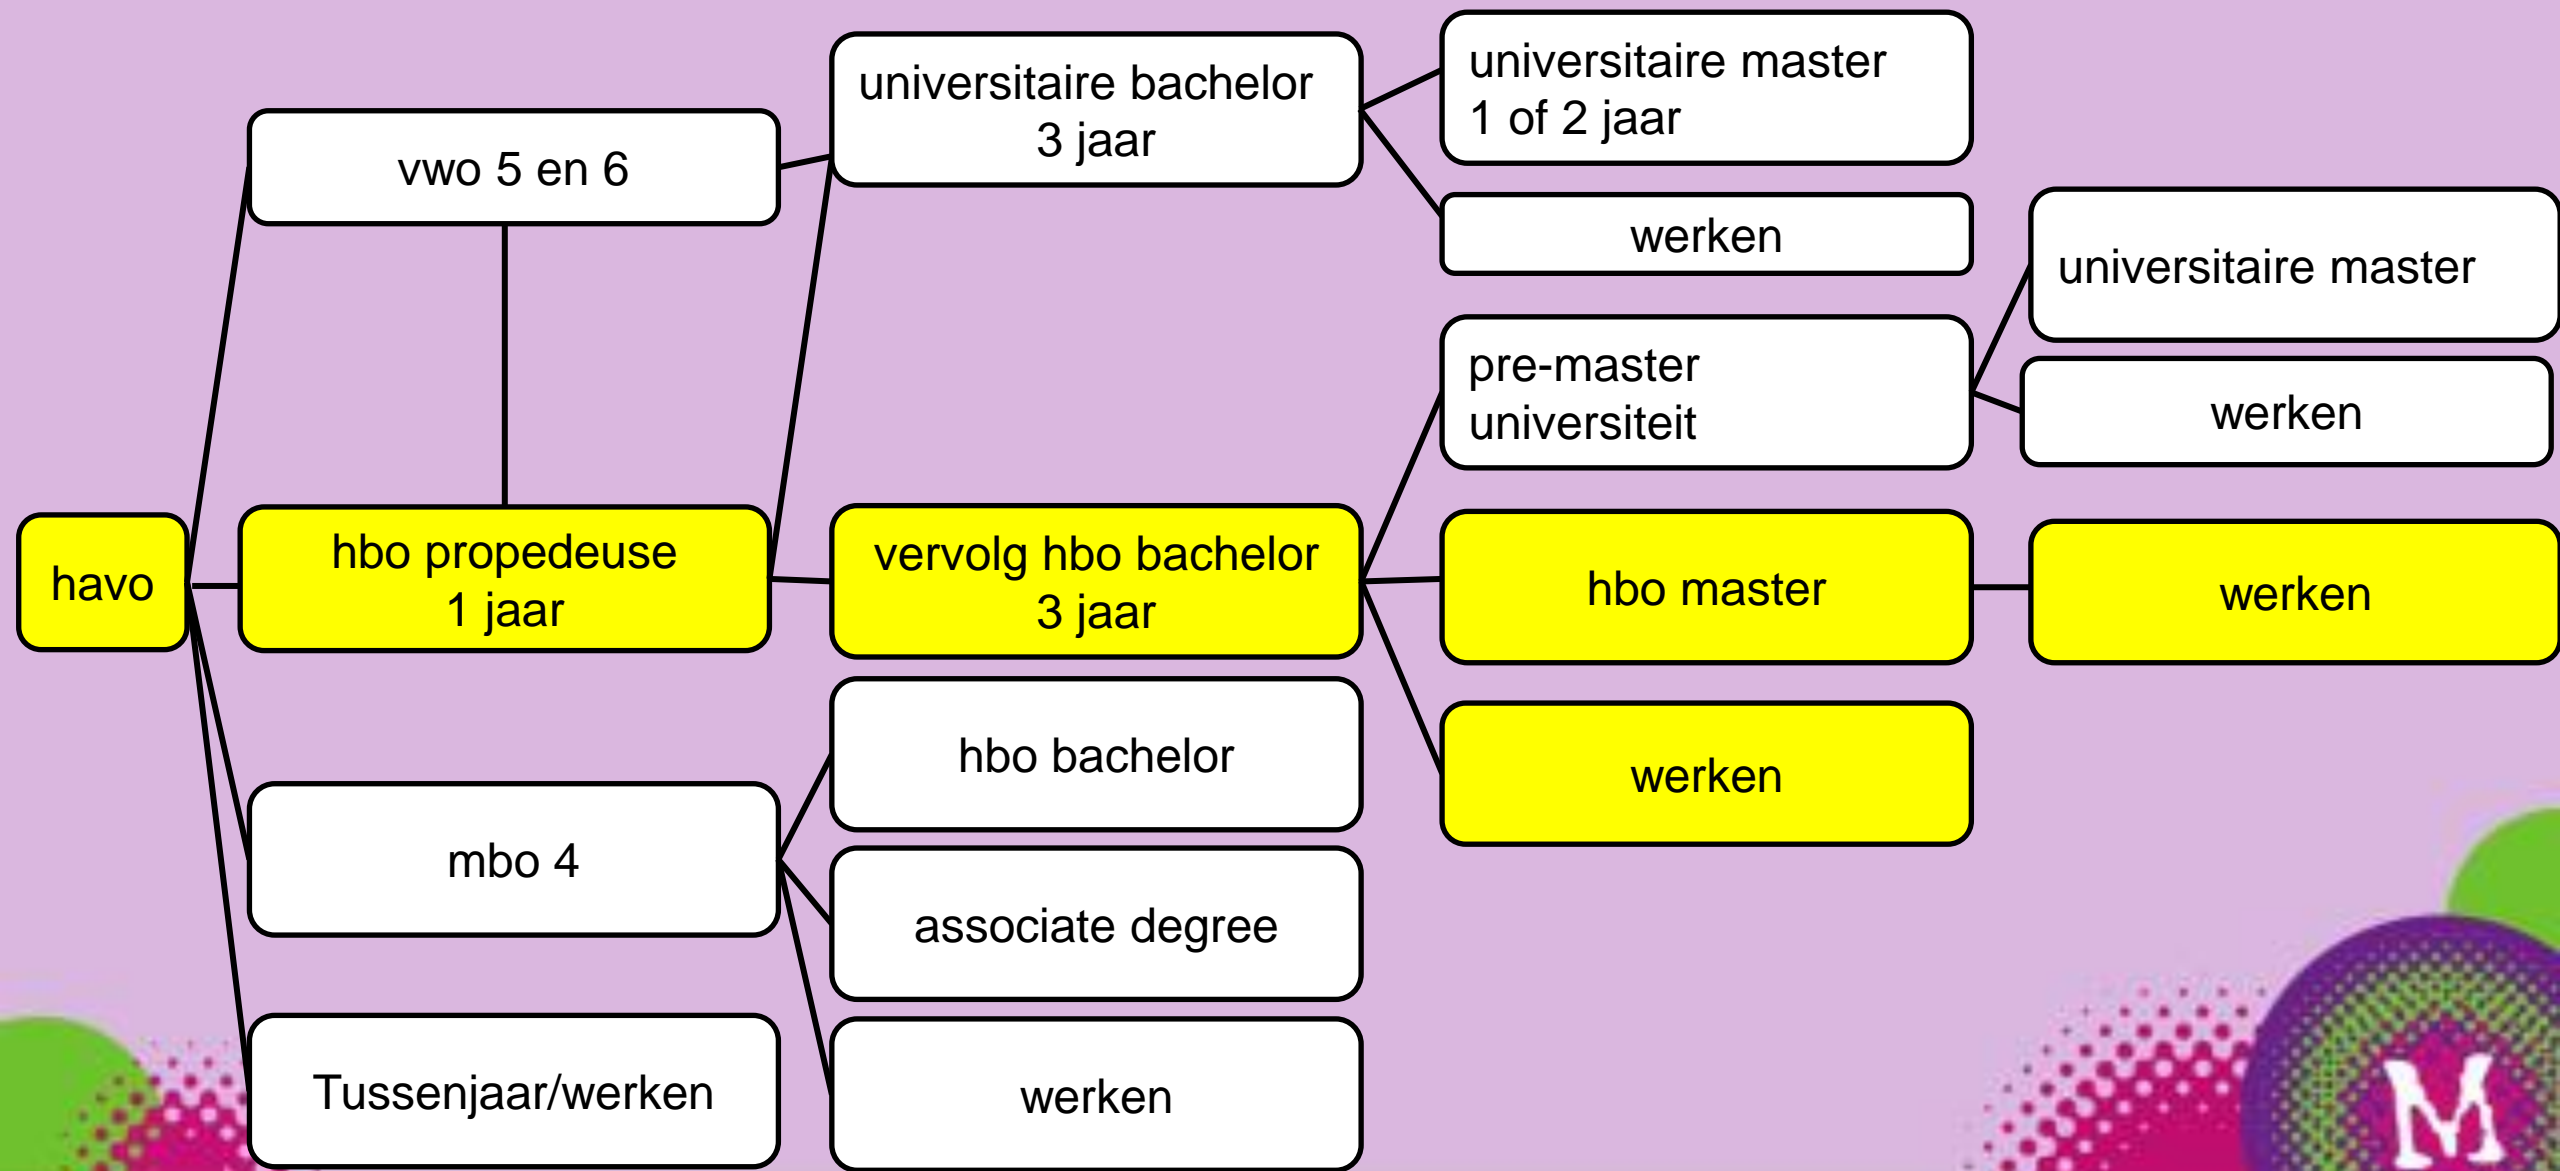 havo
vwo 5 en 6
hbo propedeuse
1 jaar
mbo 4
Tussenjaar/werken
universitaire bachelor
3 jaar
vervolg hbo bachelor
3 jaar
hbo bachelor
associate degree
werken
universitaire master
1 of 2 jaar
werken
pre-master
universiteit
hbo master
werken
universitaire master
werken
werken
M